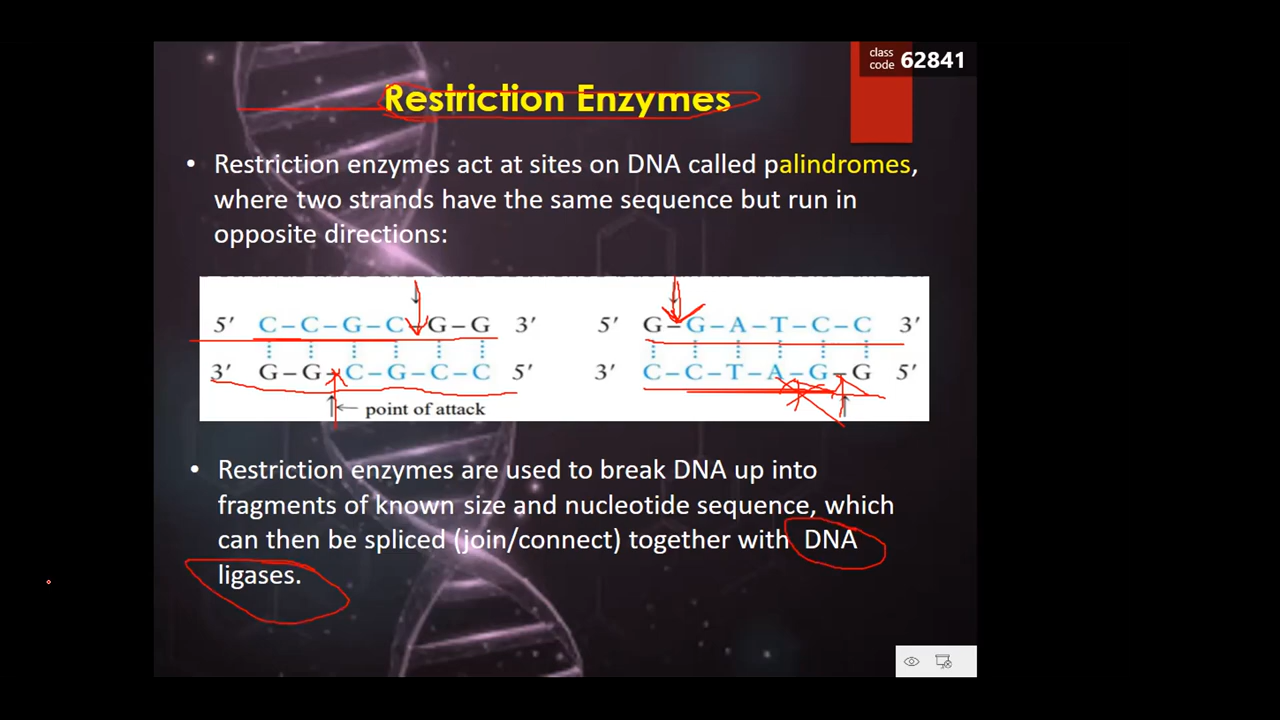 class
code 62841
Restriction Enzymes
• Restriction enzymes act at sites on DNA called palindromes,
where two strands have the same sequence but run in
opposite directions:
5′ C–C–G–C–G–G 3′ 5′ G–G–A–T–C–C 3′
3′ G–G–C–G–C–C 5′ 3′ C–C–T–A–G–G 5′
point of attack
• Restriction enzymes are used to break DNA up into
fragments of known size and nucleotide sequence, which
can then be spliced (join/connect) together with DNA
ligases.